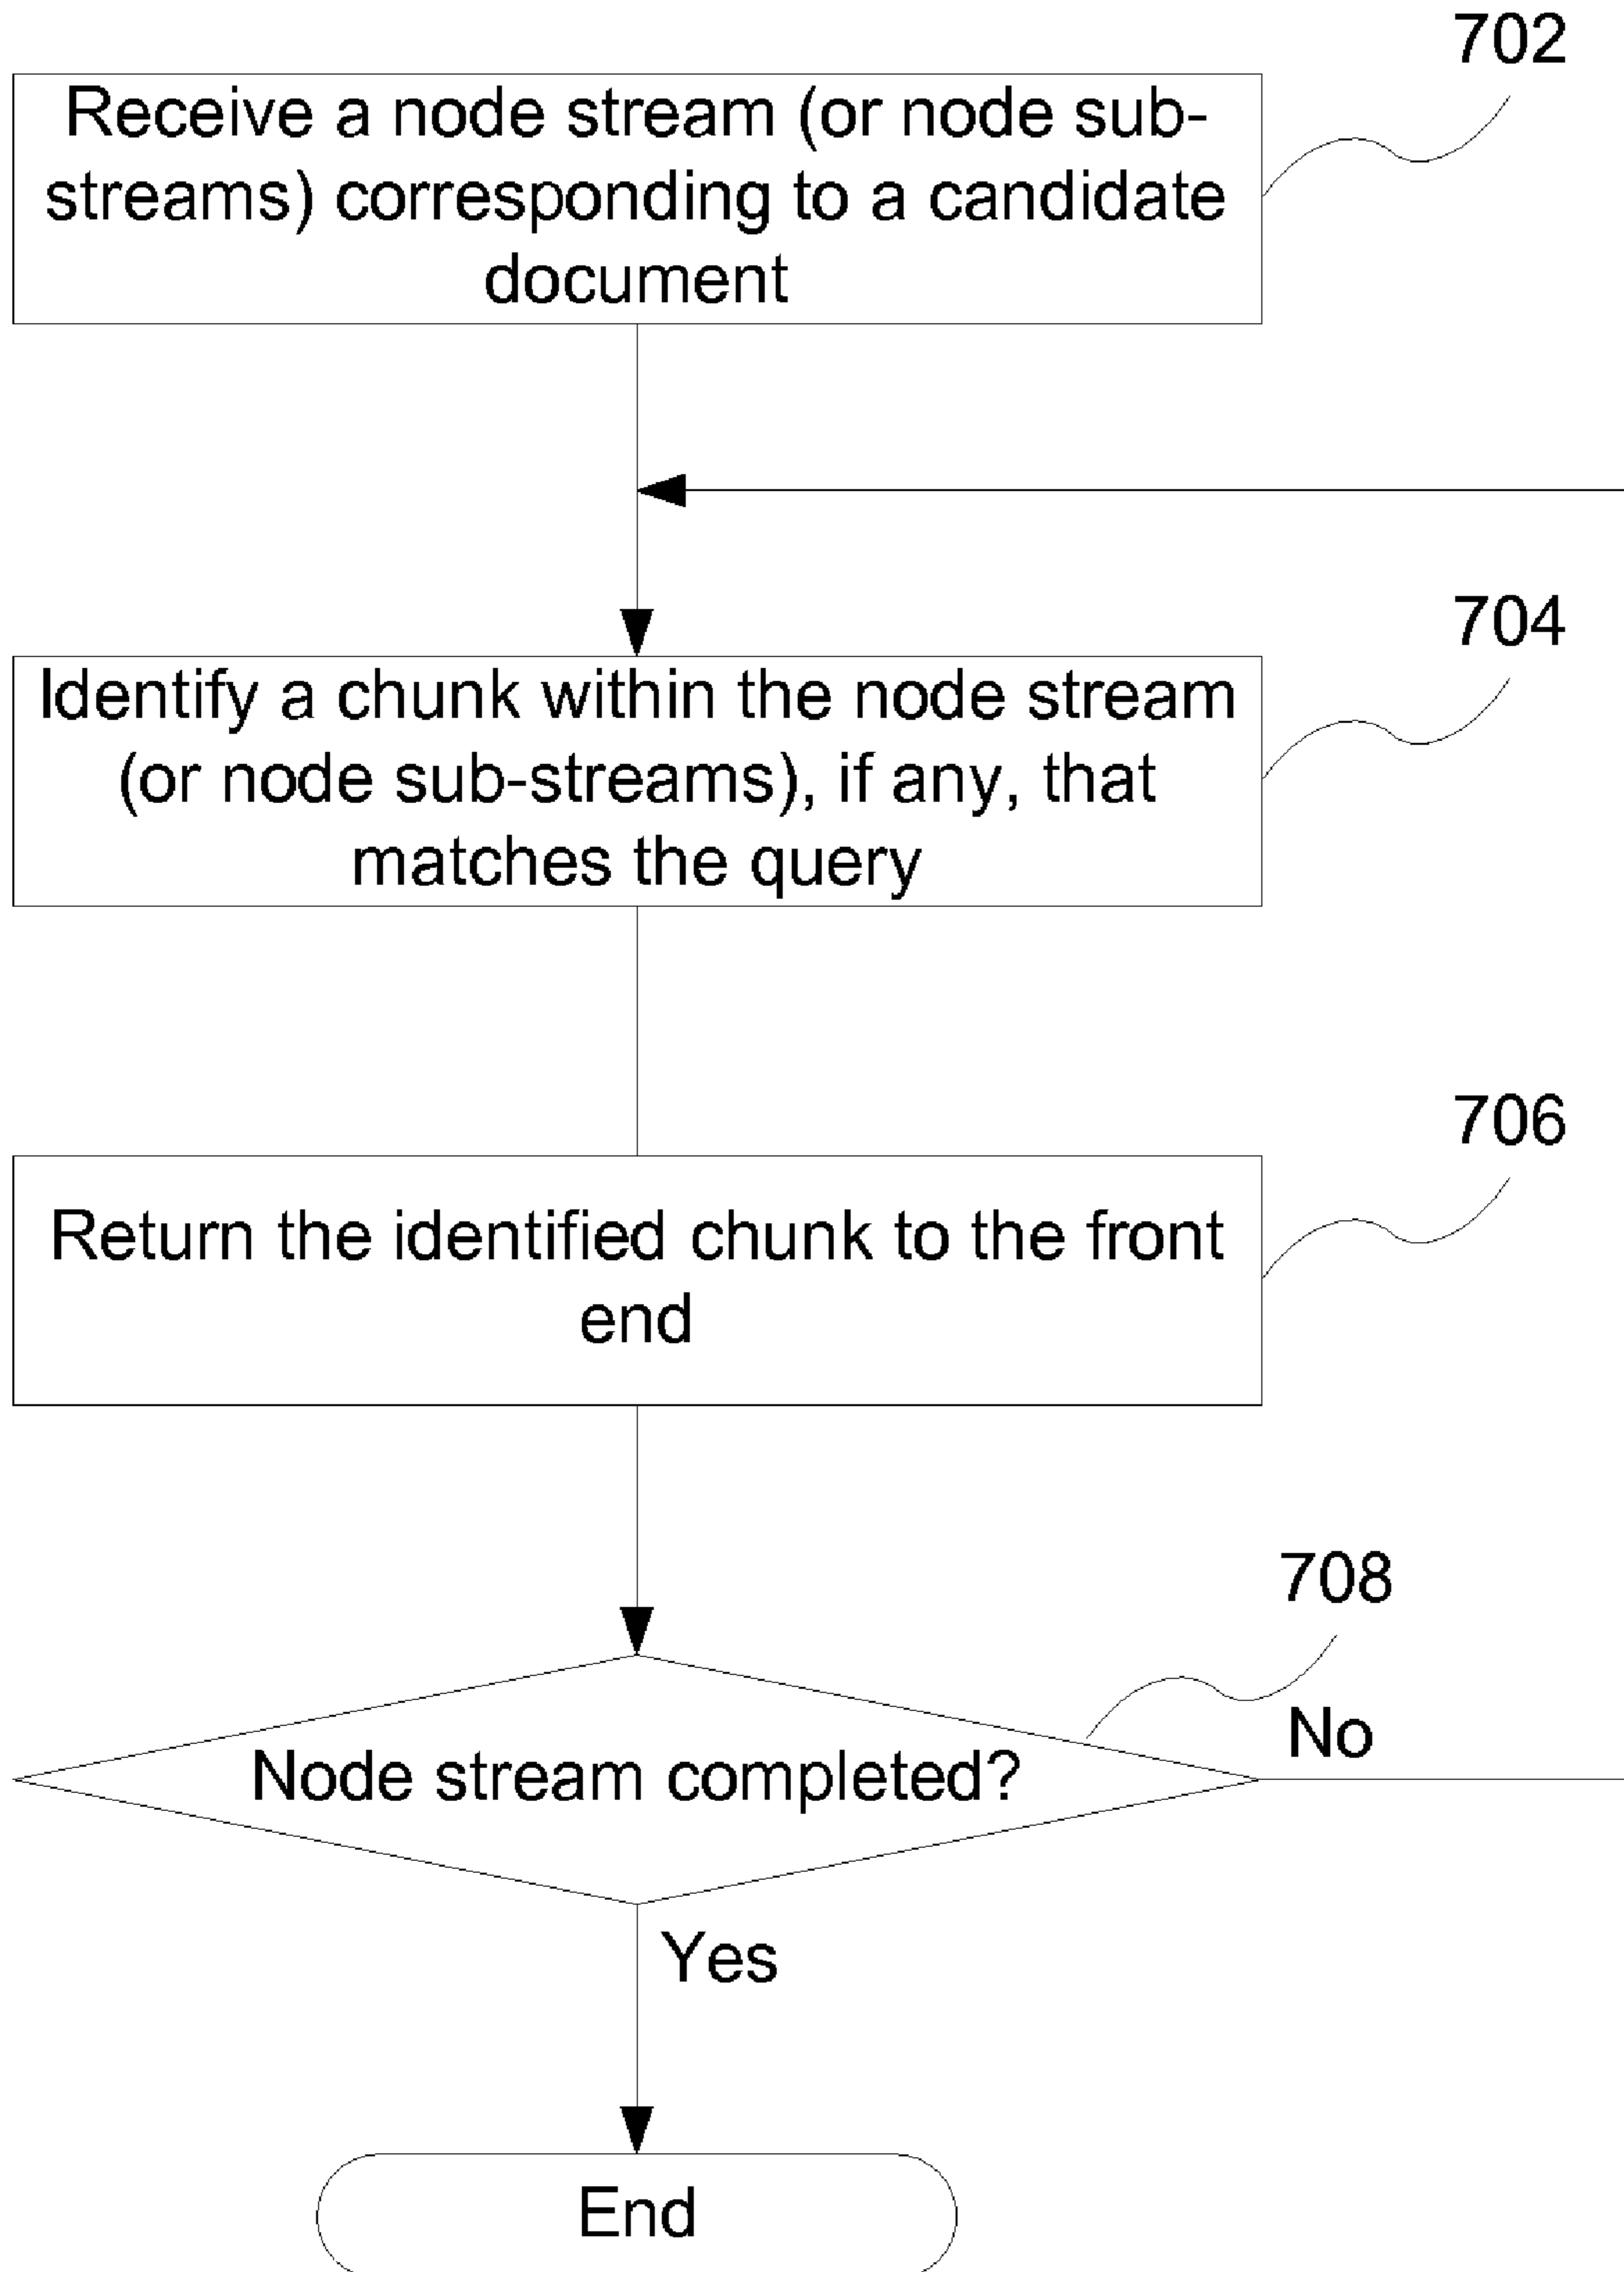 702
Receive a node stream (or node sub-
streams) corresponding to a candidate
document
704
Identify a chunk within the node stream
(or node sub-streams), if any, that
matches the query
706
Return the identified chunk to the front
end
708
No
Node stream completed?
Yes
End